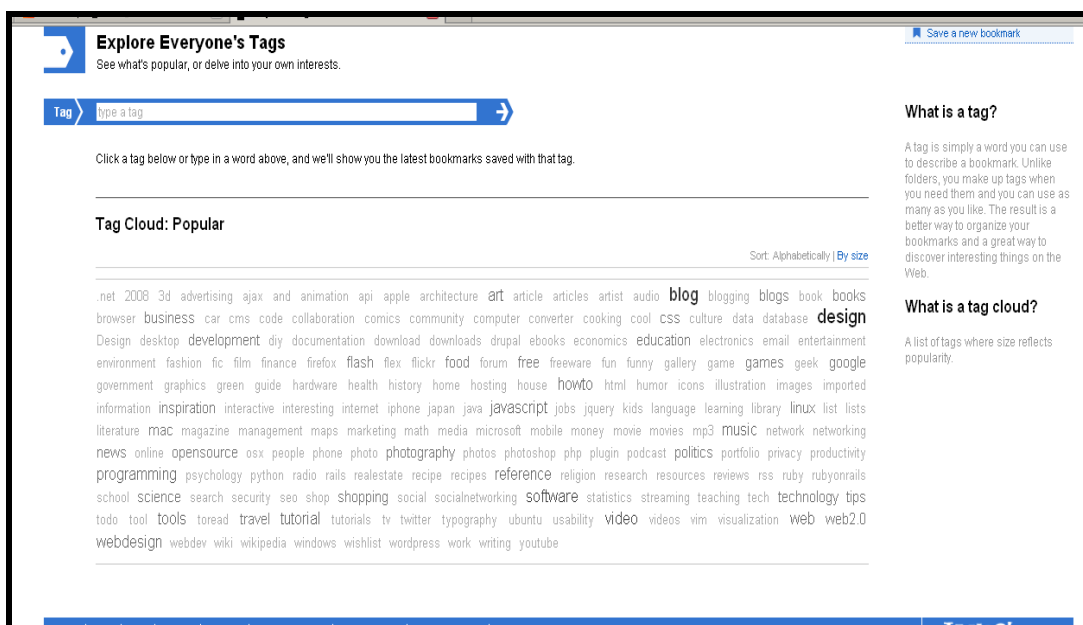 Explore Everyone's Tags
See what's popular, or delve into your own interests.
Save a new bookmark
Tag
type a tag
Click a tag below or type in a word above, and we'll show you the latest bookmarks saved with that tag.
Tag Cloud: Popular
Sort: Alphabetically | By size
.net 2008 3d advertising ajax and animation api apple architecture art article articles artist audio blog blogging blogs book books
browser business car cms code collaboration comics community computer converter cooking cool css culture data database design
Design desktop development diy documentation download downloads drupal ebooks economics education electronics email entertainment
environment fashion fic film finance firefox flash flex flickr food forum free freeware fun funny gallery game games geek google
government graphics green guide hardware health history home hosting house howto html humor icons illustration images imported
information inspiration interactive interesting internet iphone japan java javascript jobs jquery kids language learning library linux list lists
literature mac magazine management maps marketing math media microsoft mobile money movie movies mp3 music network networking
news online opensource osx people phone photo photography photos photoshop php plugin podcast politics portfolio privacy productivity
programming psychology python radio rails realestate recipe recipes reference religion research resources reviews rss ruby rubyonrails
school science search security seo shop shopping social socialnetworking software statistics streaming teaching tech technology tips
todo tool tools toread travel tutorial tutorials tv twitter typography ubuntu usability video videos vim visualization web web2.0
webdesign webdev wiki wikipedia windows wishlist wordpress work writing youtube
What is a tag?
A tag is simply a word you can use
to describe a bookmark. Unlike
folders, you make up tags when
you need them and you can use as
many as you like. The result is a
better way to organize your
bookmarks and a great way to
discover interesting things on the
Web.
What is a tag cloud?
A list of tags where size reflects
popularity.